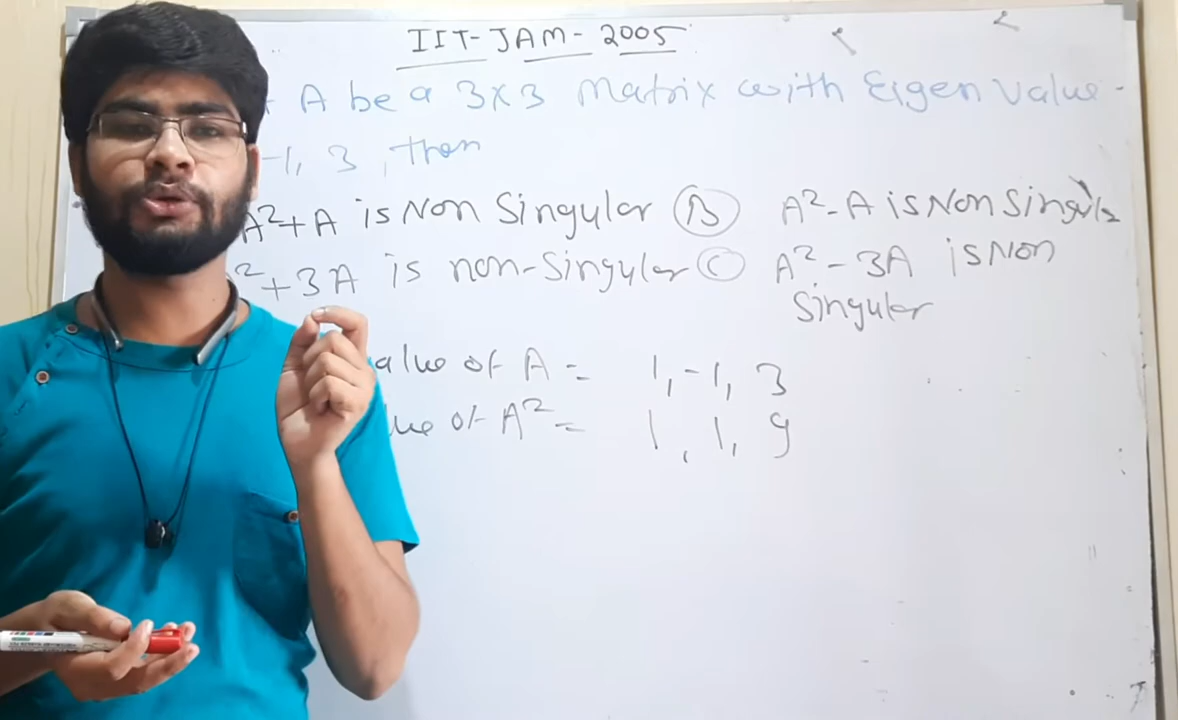 IIT-JAM-2005
A be a 3x3 Matrix with Eigen value
-1, 3, then
A²+A is Non Singular Ⓑ A²-A is Non Singular
²+3A is non-Singular Ⓒ A²-3A is Non
Singular
alue of A = 1, -1, 3
lue of A² = 1, 1, 9